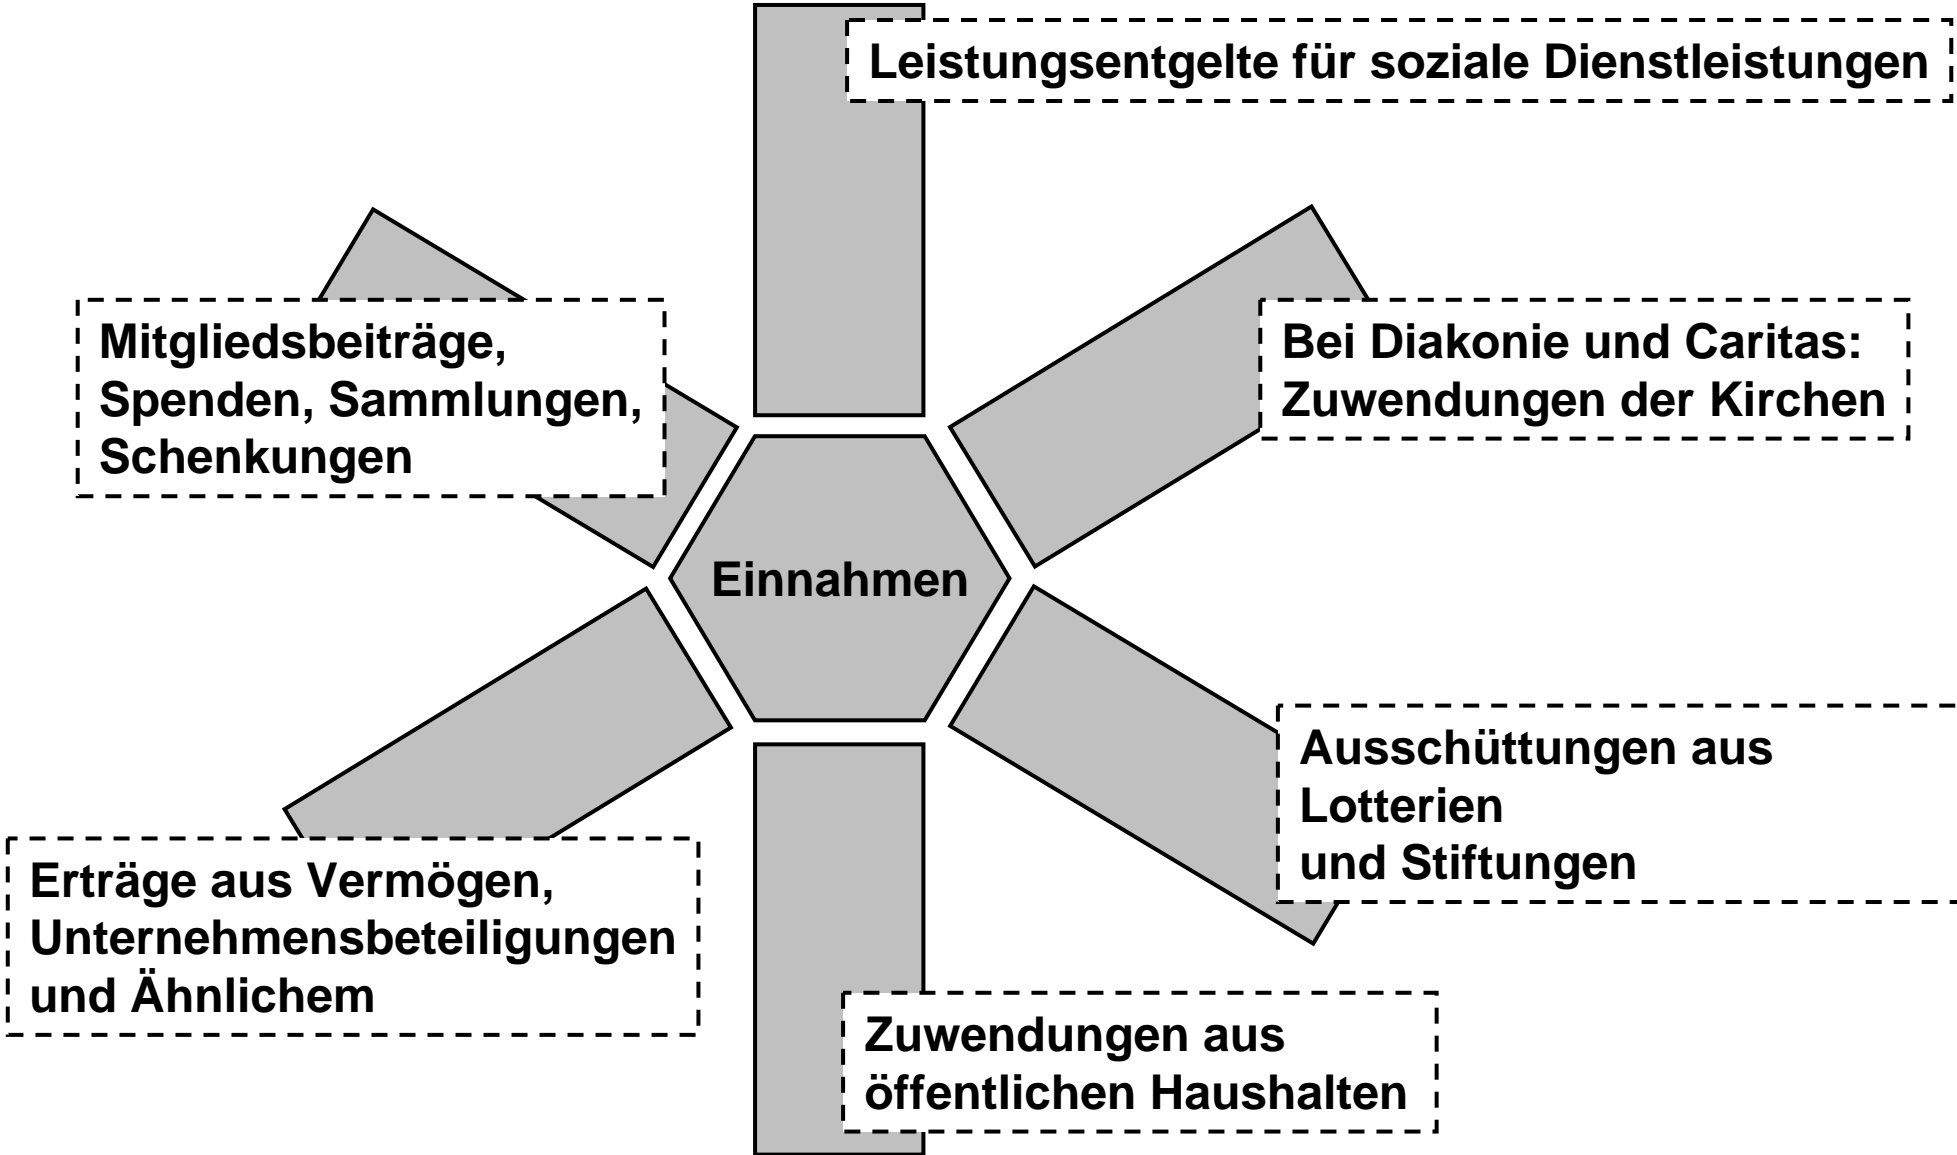 Leistungsentgelte für soziale Dienstleistungen
Mitgliedsbeiträge,
Spenden, Sammlungen,
Schenkungen
Bei Diakonie und Caritas:
Zuwendungen der Kirchen
Einnahmen
Ausschüttungen aus
Lotterien
und Stiftungen
Erträge aus Vermögen,
Unternehmensbeteiligungen
und Ähnlichem
Zuwendungen aus
öffentlichen Haushalten